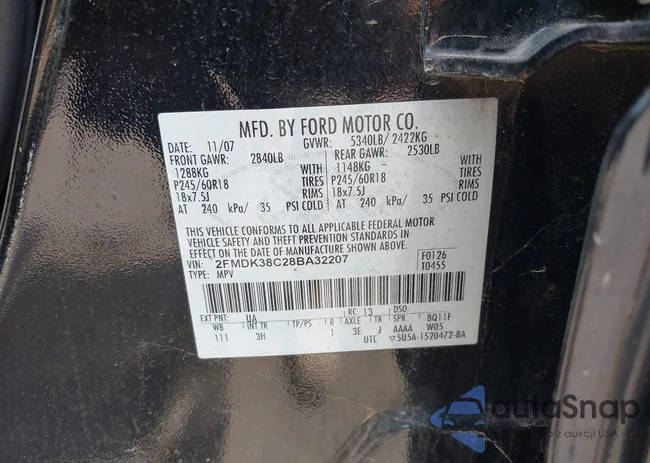 MFD. BY FORD MOTOR CO.
DATE: 11/07 GVWR: 5340LB/ 2422KG
FRONT GAWR: 2840LB REAR GAWR: 2530LB
1288KG WITH 1148KG WITH
P245/60R18 TIRES P245/60R18 TIRES
18x7.5J RIMS 18x7.5J RIMS
AT 240 kPa/ 35 PSI COLD AT 240 kPa/ 35 PSI COLD
THIS VEHICLE CONFORMS TO ALL APPLICABLE FEDERAL MOTOR
VEHICLE SAFETY AND THEFT PREVENTION STANDARDS IN
EFFECT ON THE DATE OF MANUFACTURE SHOWN ABOVE.
VIN: 2FMDK38C28BA32207 F0126
TYPE: MPV T0455
EXT PNT: UA RC: 13 DSO:
WB INT TR TP/PS R AXLE TR SPR BQ11F
111 3H 1 3E J AAAA W05
UTC ▽5U5A-1520472-BA
autaSnap
z aukcji USA i